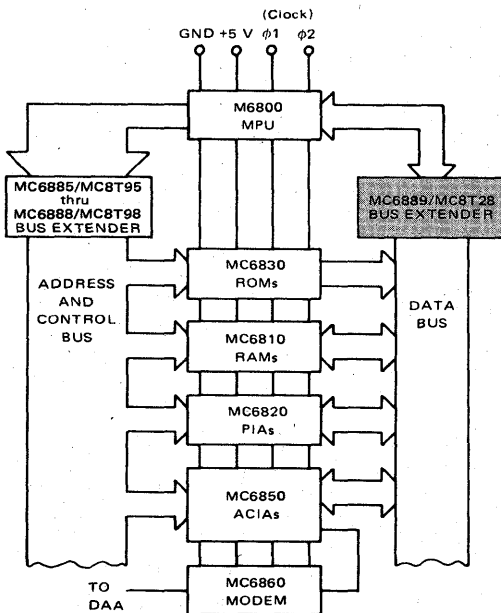 (Clock)
GND +5 V ϕ1 ϕ2
M6800
MPU
MC6885/MC8T95
thru
MC6888/MC8T98
BUS EXTENDER
MC6889/MC8T28
BUS EXTENDER
ADDRESS
AND
CONTROL
BUS
MC6830
ROMs
DATA
BUS
MC6810
RAMs
MC6820
PIAs
MC6850
ACIAs
TO
DAA
MC6860
MODEM